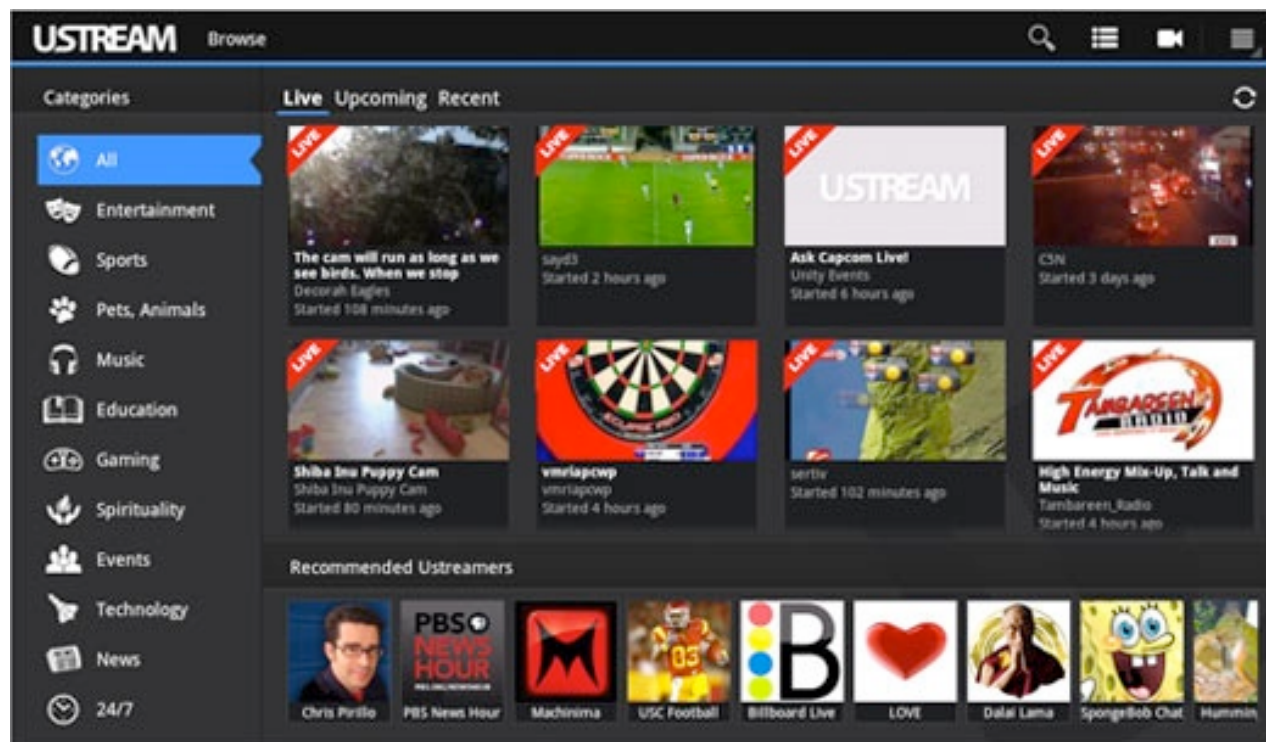 USTREAM Browse
Categories
All
Entertainment
Sports
Pets, Animals
Music
Education
Gaming
Spirituality
Events
Technology
News
24/7
Live Upcoming Recent
LIVE
The cam will run as long as we
see birds. When we stop
Decorah Eagles
Started 108 minutes ago
LIVE
sayd3
Started 2 hours ago
LIVE
USTREAM
Ask Capcom Live!
Unity Events
Started 6 hours ago
LIVE
C5N
Started 3 days ago
LIVE
Shiba Inu Puppy Cam
Shiba Inu Puppy Cam
Started 80 minutes ago
LIVE
ECLIPSE PRO
vmriapcwp
vmriapcwp
Started 4 hours ago
LIVE
sertiv
Started 102 minutes ago
LIVE
TAMBAREEN
RADIO
High Energy Mix-Up, Talk and
Music
Tambareen_Radio
Started 4 hours ago
Recommended Ustreamers
Chris Pirillo
PBS
NEWS
HOUR
PBS News Hour
Machinima
83
USC Football
B
Billboard Live
LOVE
Dalai Lama
SpongeBob Chat
Humming